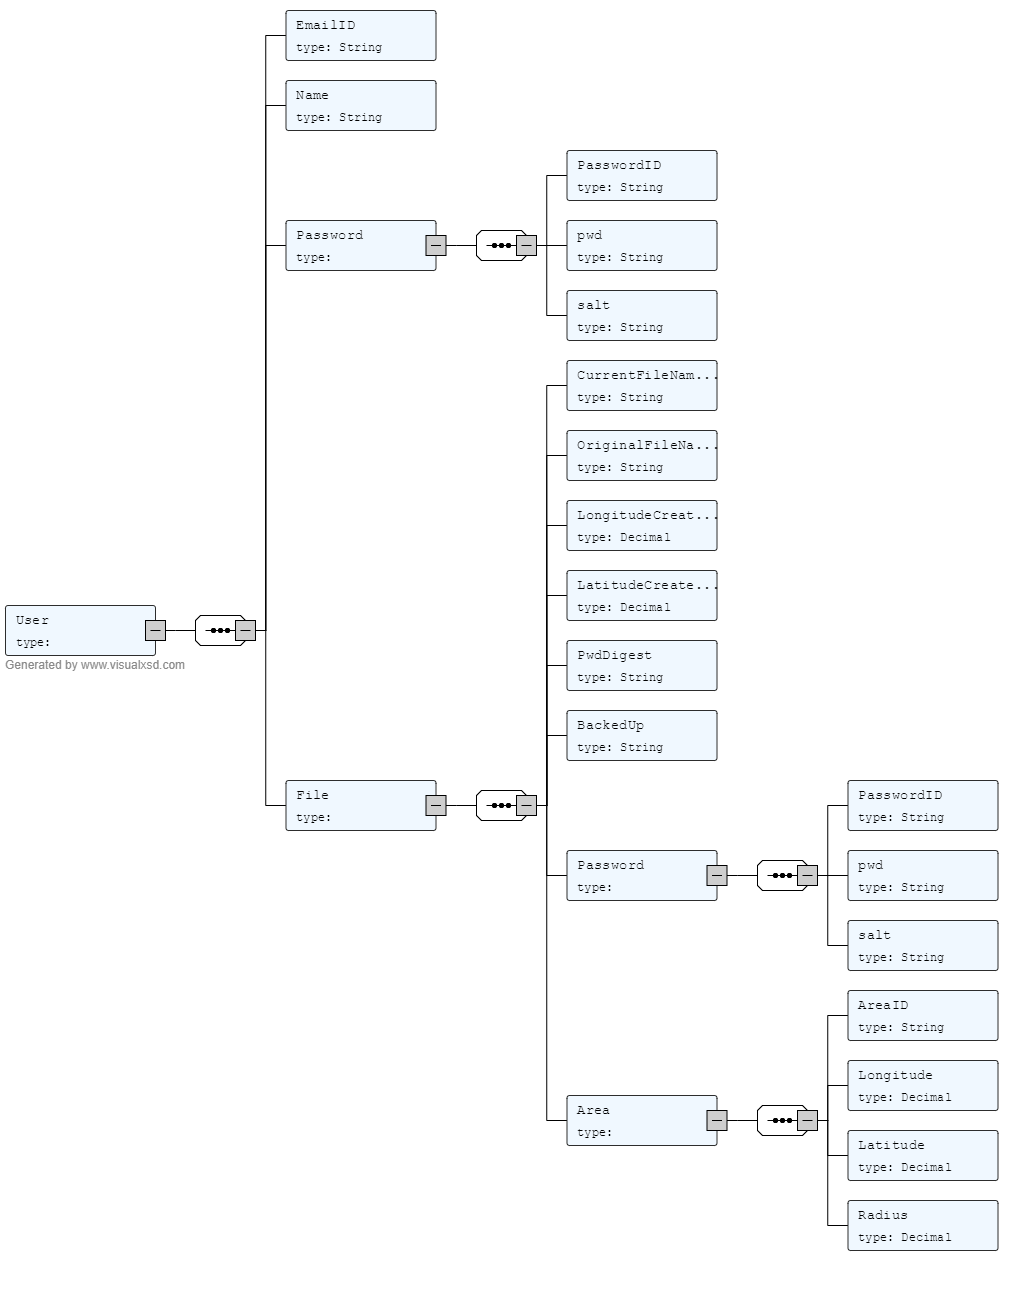 EmailID
type: String
Name
type: String
PasswordID
type: String
Password
type:
pwd
type: String
salt
type: String
CurrentFileNam...
type: String
OriginalFileNa...
type: String
LongitudeCreat...
type: Decimal
LatitudeCreate...
type: Decimal
User
type:
Generated by www.visualxsd.com
PwdDigest
type: String
BackedUp
type: String
File
type:
PasswordID
type: String
Password
type:
pwd
type: String
salt
type: String
AreaID
type: String
Longitude
type: Decimal
Area
type:
Latitude
type: Decimal
Radius
type: Decimal